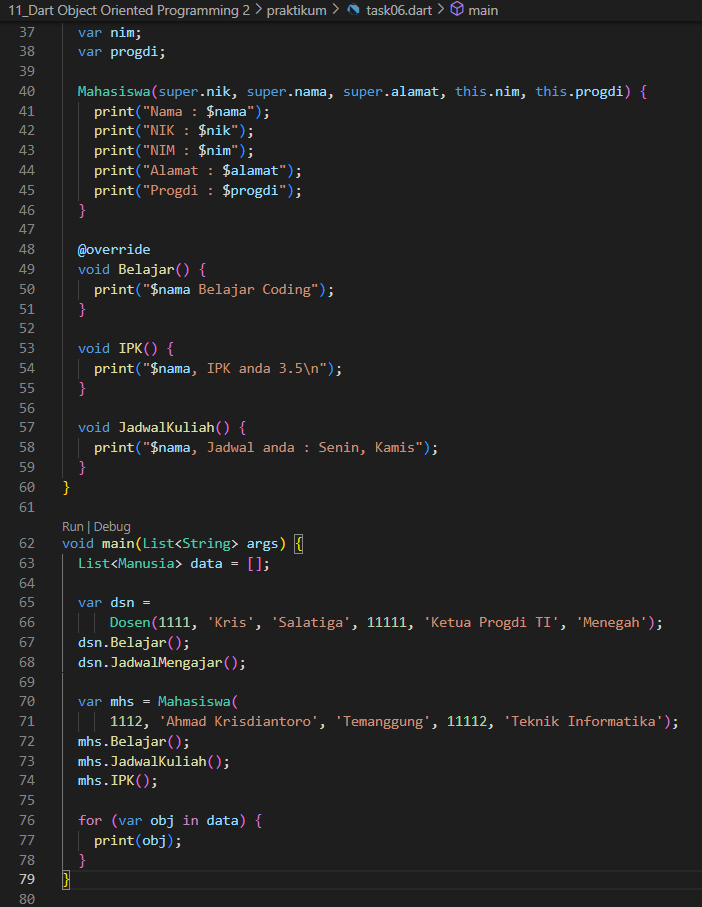 11_Dart Object Oriented Programming 2 > praktikum > task06.dart > main
37 var nim;
38 var progdi;
39
40 Mahasiswa(super.nik, super.nama, super.alamat, this.nim, this.progdi) {
41 print("Nama : $nama");
42 print("NIK : $nik");
43 print("NIM : $nim");
44 print("Alamat : $alamat");
45 print("Progdi : $progdi");
46 }
47
48 @override
49 void Belajar() {
50 print("$nama Belajar Coding");
51 }
52
53 void IPK() {
54 print("$nama, IPK anda 3.5\n");
55 }
56
57 void JadwalKuliah() {
58 print("$nama, Jadwal anda : Senin, Kamis");
59 }
60 }
61
Run | Debug
62 void main(List<String> args) {
63 List<Manusia> data = [];
64
65 var dsn =
66 Dosen(1111, 'Kris', 'Salatiga', 11111, 'Ketua Progdi TI', 'Menegah');
67 dsn.Belajar();
68 dsn.JadwalMengajar();
69
70 var mhs = Mahasiswa(
71 1112, 'Ahmad Krisdiantoro', 'Temanggung', 11112, 'Teknik Informatika');
72 mhs.Belajar();
73 mhs.JadwalKuliah();
74 mhs.IPK();
75
76 for (var obj in data) {
77 print(obj);
78 }
79 }
80